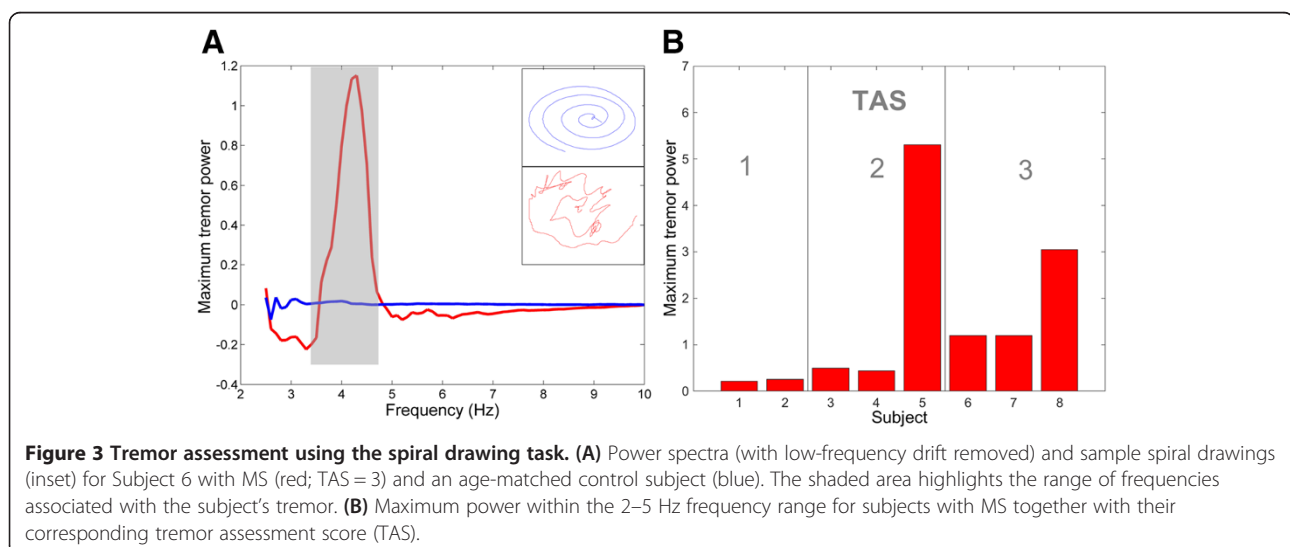 A
B
Maximum tremor power
1.2
1
0.8
0.6
0.4
0.2
0
-0.2
-0.4
2 3 4 5 6 7 8 9 10
Frequency (Hz)
Maximum tremor power
7
6
5
4
3
2
1
0
TAS
1 2 3
1 2 3 4 5 6 7 8
Subject
Figure 3 Tremor assessment using the spiral drawing task. (A) Power spectra (with low-frequency drift removed) and sample spiral drawings
(inset) for Subject 6 with MS (red; TAS = 3) and an age-matched control subject (blue). The shaded area highlights the range of frequencies
associated with the subject's tremor. (B) Maximum power within the 2–5 Hz frequency range for subjects with MS together with their
corresponding tremor assessment score (TAS).